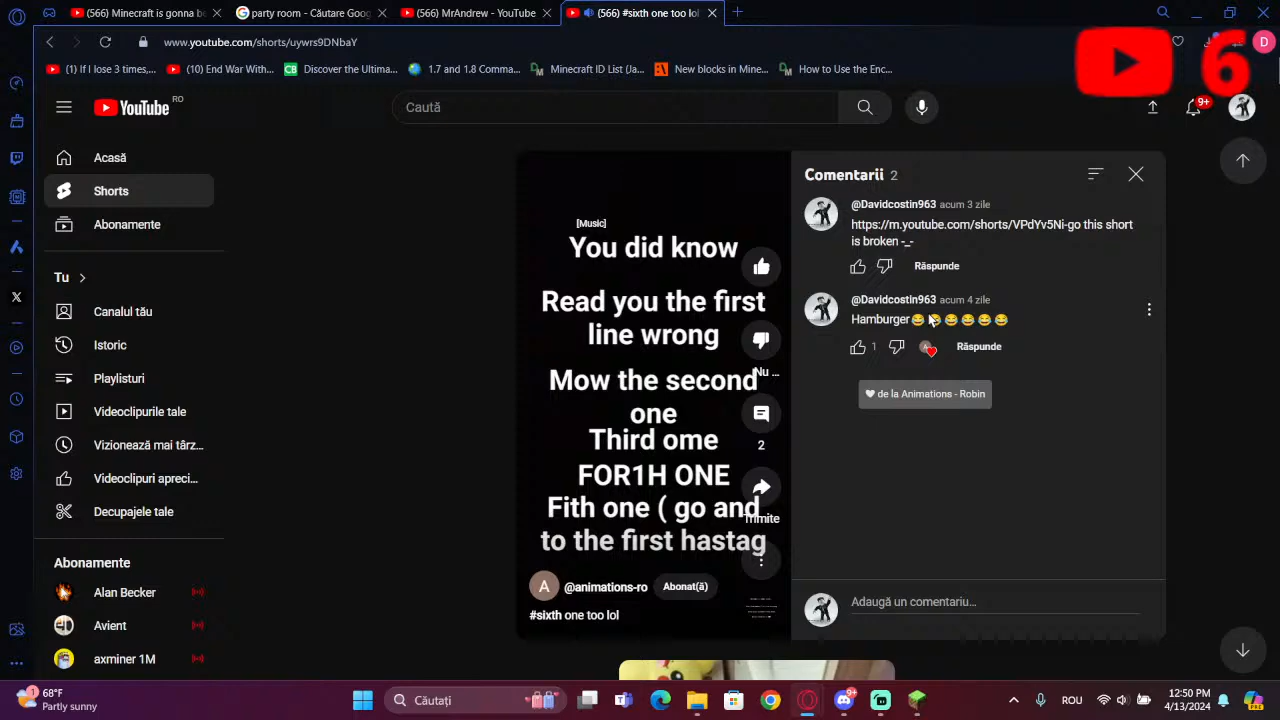 (566) Minecraft is gonna be
party room - Căutare Goog
(566) MrAndrew - YouTube
(566) #sixth one too lol
www.youtube.com/shorts/uywrs9DNbaY
D
(1) If I lose 3 times,...
(10) End War With...
Discover the Ultima...
1.7 and 1.8 Comma...
Minecraft ID List (Ja...
New blocks in Mine...
How to Use the Enc...
6
YouTube RO
Caută
9+
Acasă
Shorts
Abonamente
Tu
Canalul tău
Istoric
Playlisturi
Videoclipurile tale
Vizionează mai târz...
Videoclipuri apreci...
Decupajele tale
Abonamente
Alan Becker
Avient
axminer 1M
[Music]
You did know
Read you the first
line wrong
Mow the second
one
Third ome
FOR1H ONE
Fith one ( go and
to the first hastag
Nu ...
2
Trimite
A @animations-ro Abonat(ă)
#sixth one too lol
Comentarii 2
@Davidcostin963 acum 3 zile
https://m.youtube.com/shorts/VPdYv5Ni-go this short
is broken -_-
Răspunde
@Davidcostin963 acum 4 zile
Hamburger😂😂😂😂😂😂
1 Răspunde
de la Animations - Robin
Adaugă un comentariu...
1
68°F
Partly sunny
Căutați
9+
ROU
12:50 PM
4/13/2024